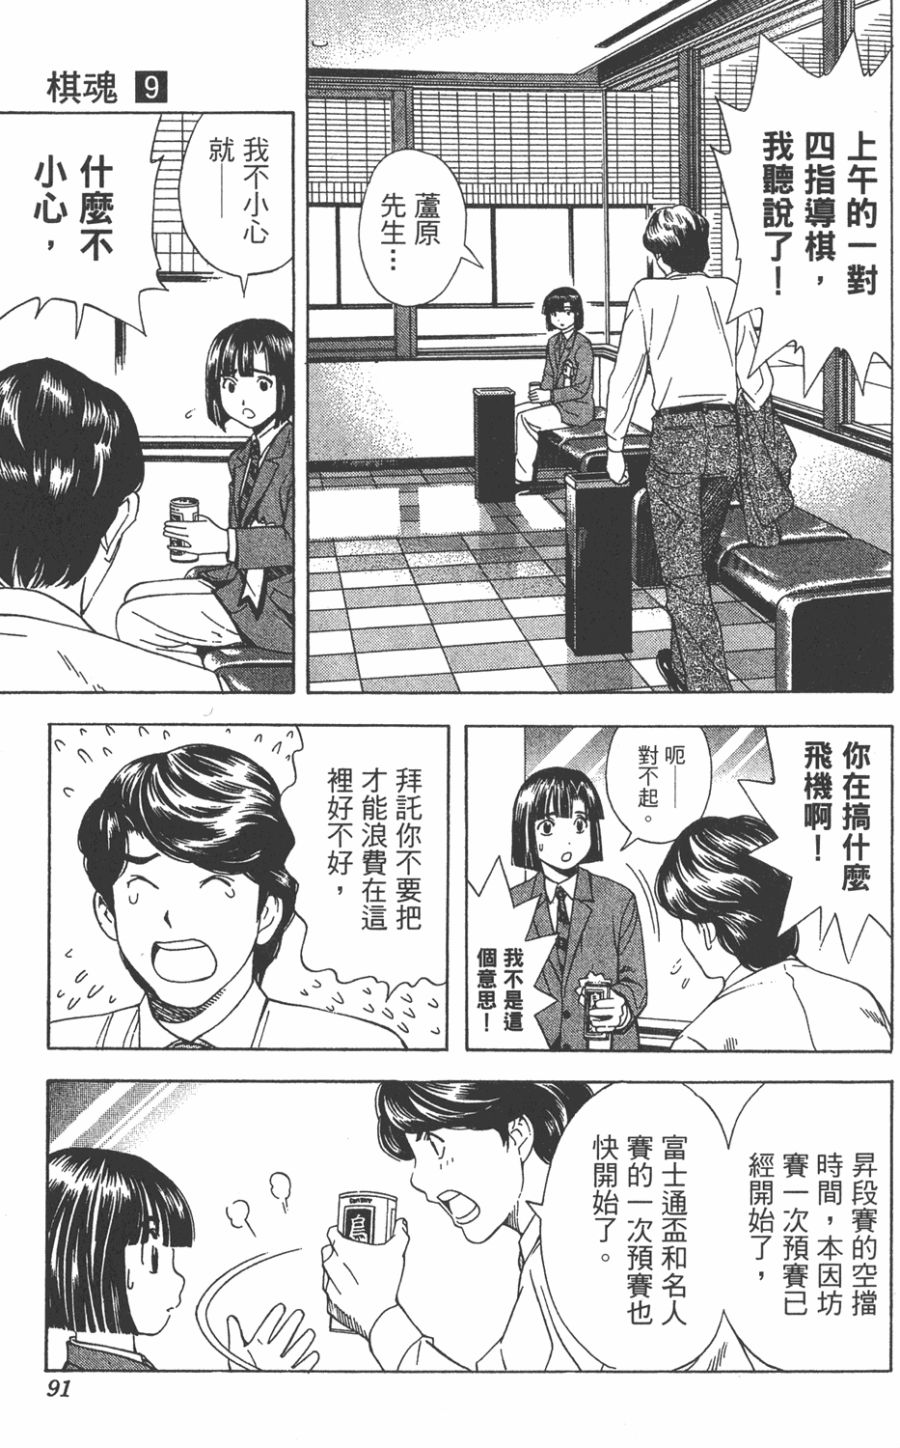 棋魂 9
上午的一對
四指導棋，
我聽說了！
蘆原
先生…
我不小心
就——
什麼不
小心，
你在搞什麼
飛機啊！
呃——
對不起。
我不是這
個意思！
拜託你不要把
才能浪費在這
裡好不好，
昇段賽的空擋
時間，本因坊
賽一次預賽已
經開始了，
富士通盃和名人
賽的一次預賽也
快開始了。
烏
91